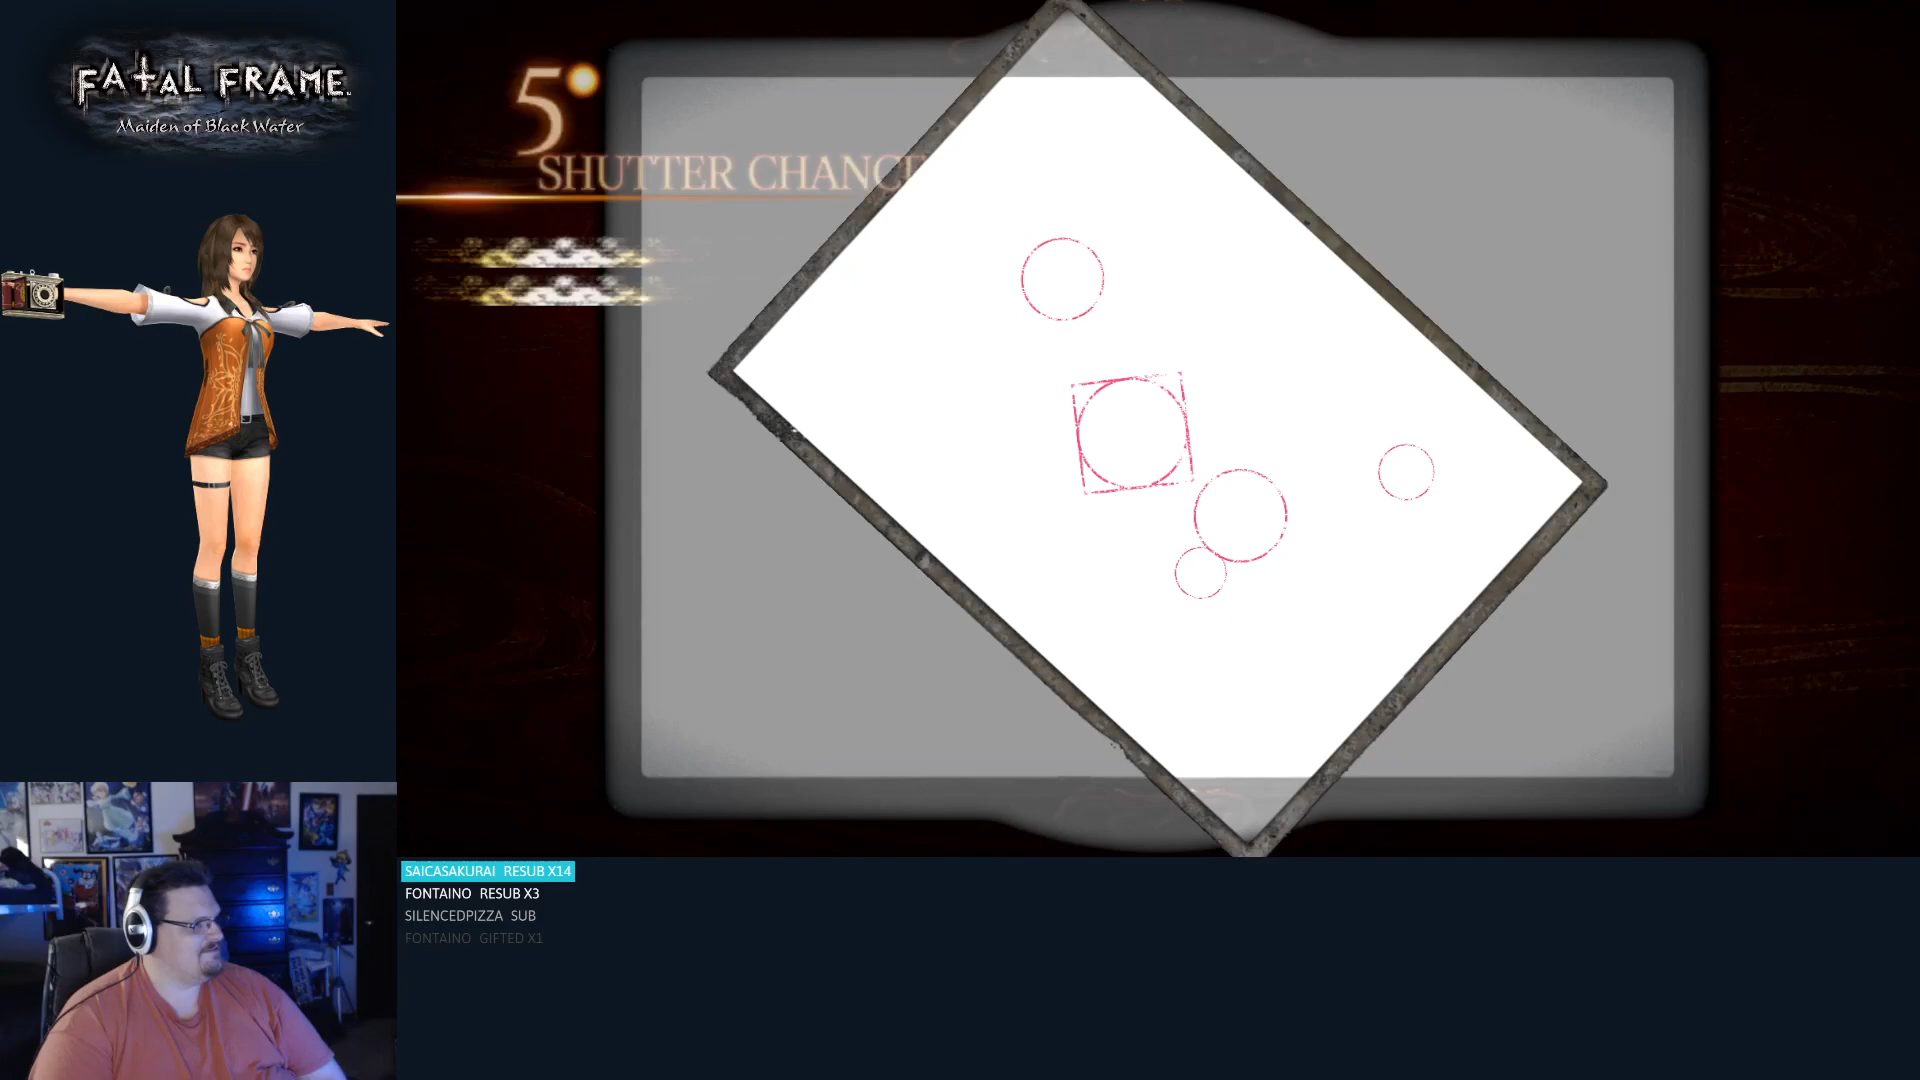 FATAL FRAME
Maiden of Black Water
5
SHUTTER CHANCE
SAICASAKURAI RESUB X14
FONTAINO RESUB X3
SILENCEDPIZZA SUB
FONTAINO GIFTED X1